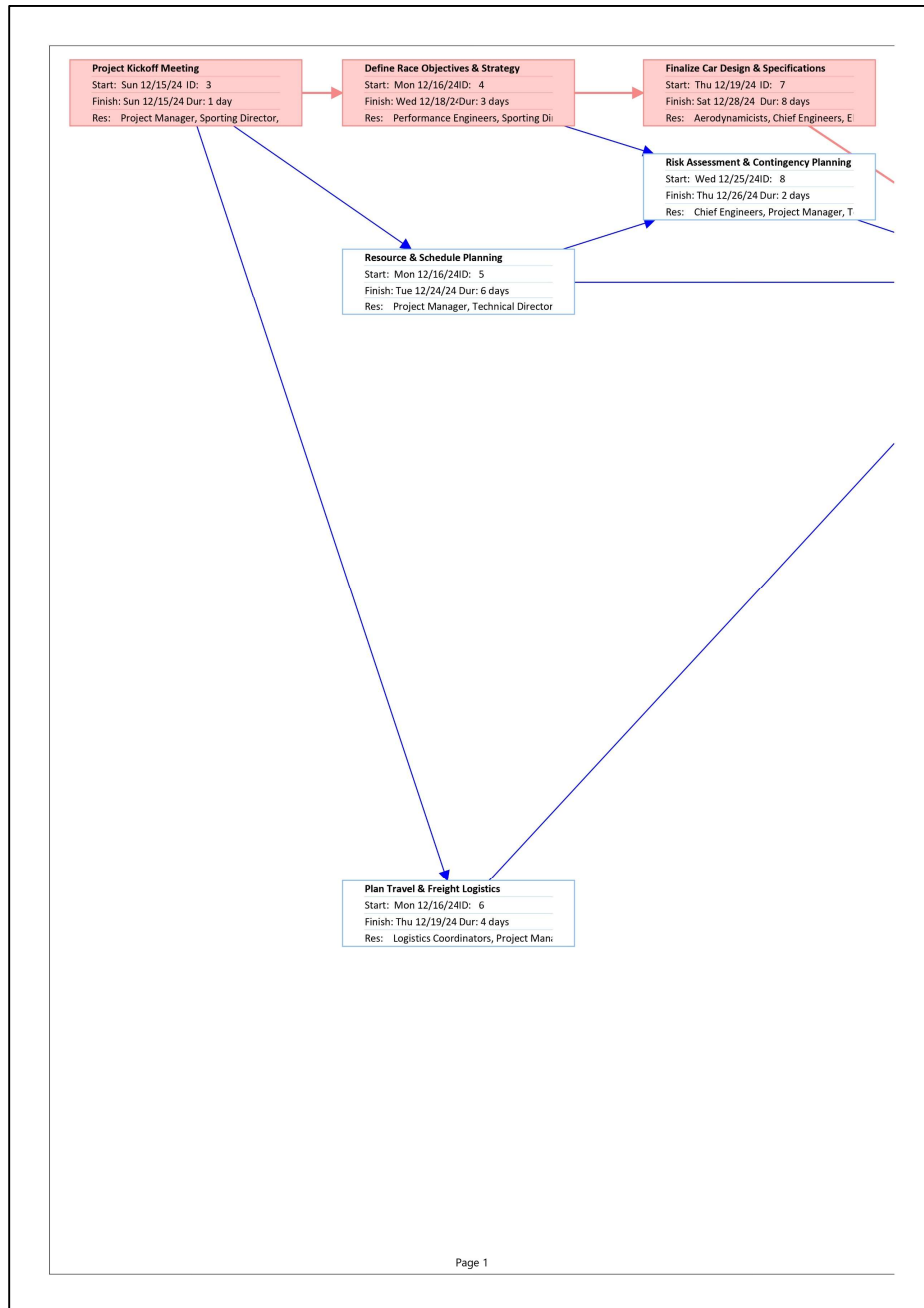 Project Kickoff Meeting
Start: Sun 12/15/24 ID: 3
Finish: Sun 12/15/24 Dur: 1 day
Res: Project Manager, Sporting Director,
Define Race Objectives & Strategy
Start: Mon 12/16/24ID: 4
Finish: Wed 12/18/24Dur: 3 days
Res: Performance Engineers, Sporting
Finalize Car Design & Specifications
Start: Thu 12/19/24 ID: 7
Finish: Sat 12/28/24 Dur: 8 days
Res: Aerodynamicists, Chief Engineers, E
Risk Assessment & Contingency Planning
Start: Wed 12/25/24ID: 8
Finish: Thu 12/26/24 Dur: 2 days
Res: Chief Engineers, Project Manager, T
Resource & Schedule Planning
Start: Mon 12/16/24ID: 5
Finish: Tue 12/24/24 Dur: 6 days
Res: Project Manager, Technical Director
Plan Travel & Freight Logistics
Start: Mon 12/16/24ID: 6
Finish: Thu 12/19/24 Dur: 4 days
Res: Logistics Coordinators, Project
Page 1